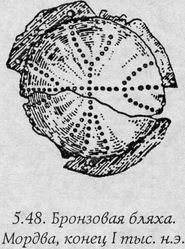 5.48. Бронзовая бляха.
Мордва, конец I тыс. н.э.